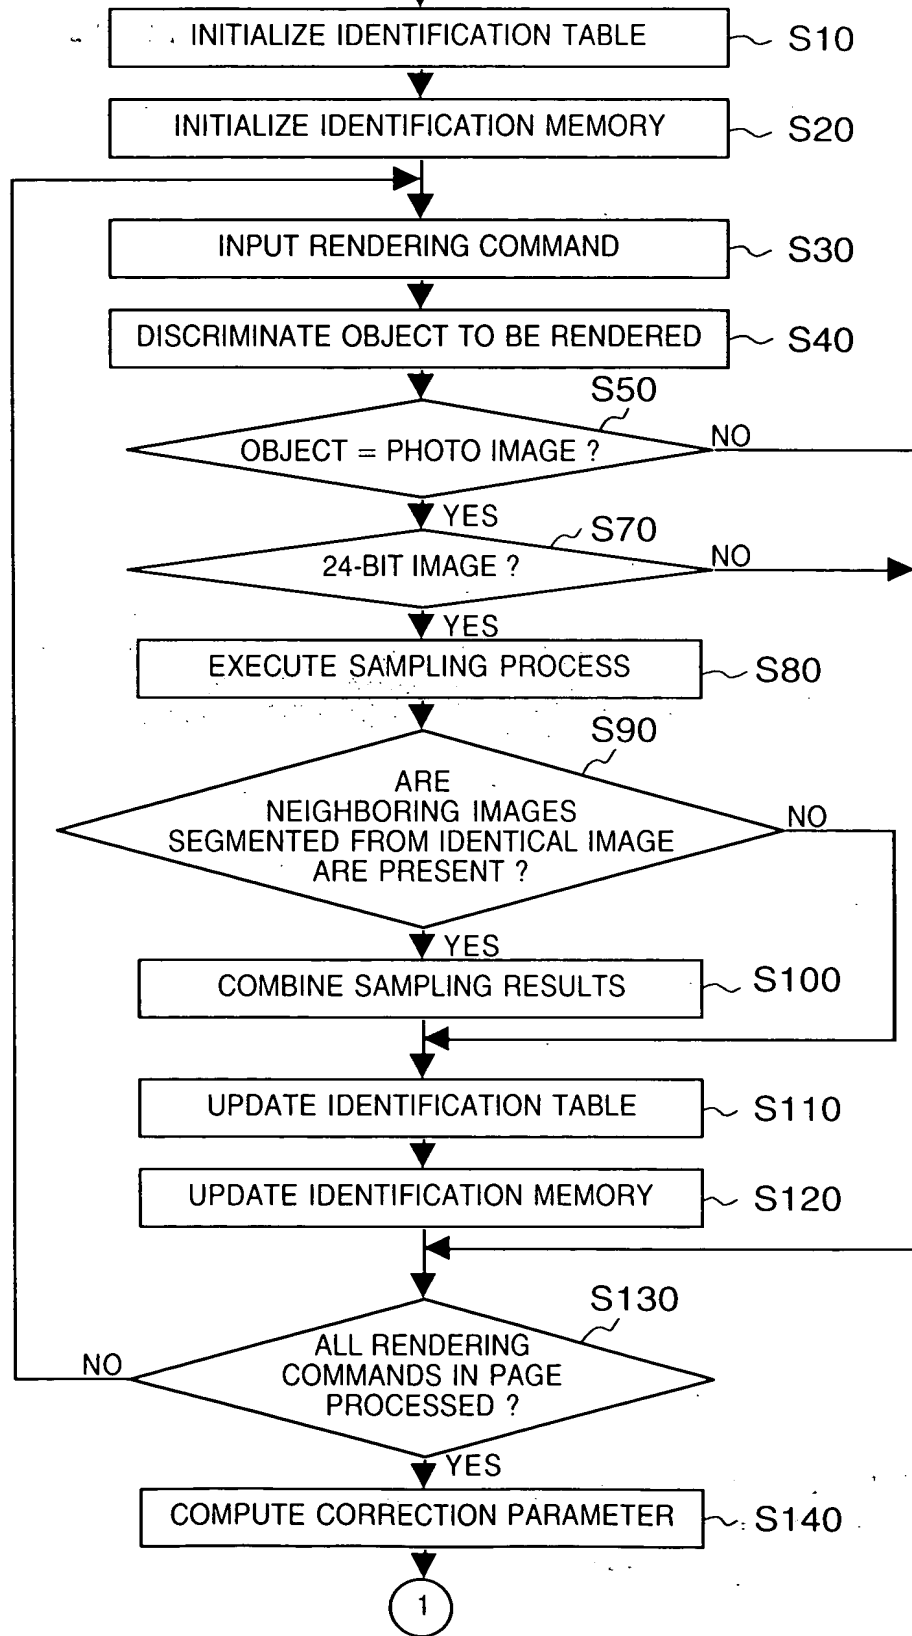 INITIALIZE IDENTIFICATION TABLE
S10
INITIALIZE IDENTIFICATION MEMORY
S20
INPUT RENDERING COMMAND
S30
DISCRIMINATE OBJECT TO BE RENDERED
S40
S50
OBJECT = PHOTO IMAGE ?
NO
YES
S70
24-BIT IMAGE ?
NO
YES
EXECUTE SAMPLING PROCESS
S80
S90
ARE
NEIGHBORING IMAGES
SEGMENTED FROM IDENTICAL IMAGE
ARE PRESENT ?
NO
YES
COMBINE SAMPLING RESULTS
S100
UPDATE IDENTIFICATION TABLE
S110
UPDATE IDENTIFICATION MEMORY
S120
S130
ALL RENDERING
COMMANDS IN PAGE
PROCESSED ?
NO
YES
COMPUTE CORRECTION PARAMETER
S140
1